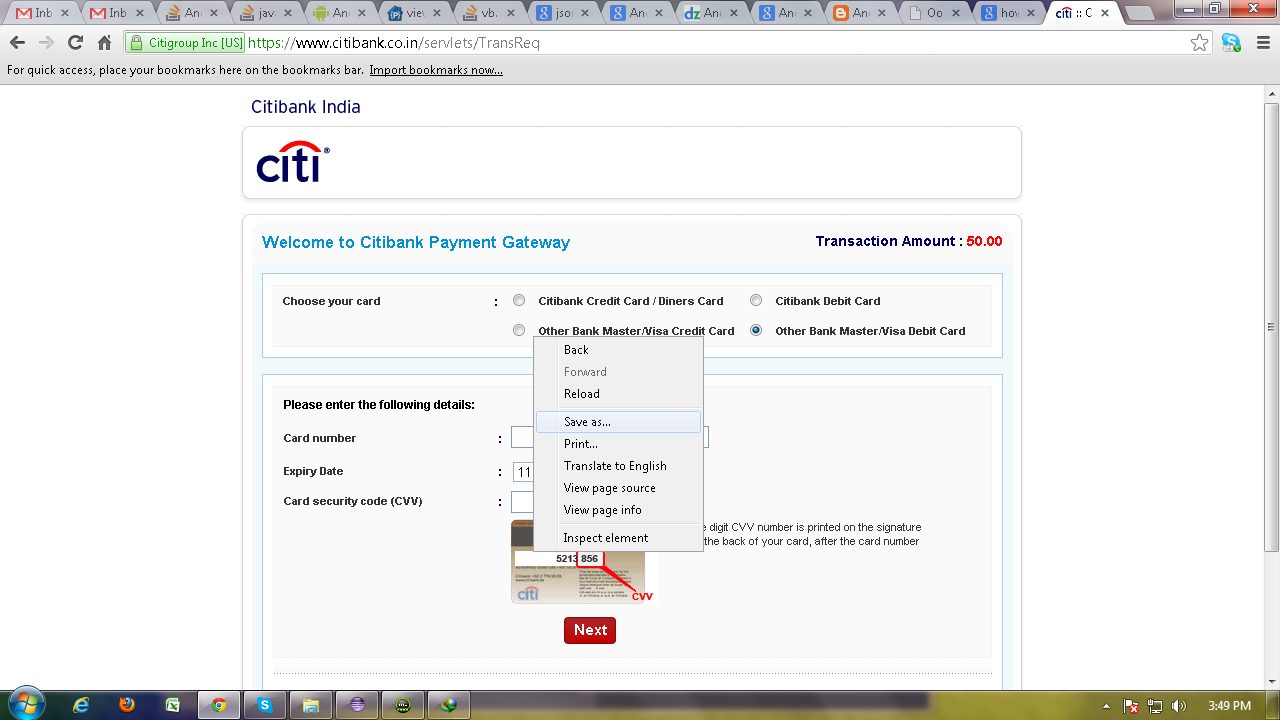 Inb
Inb
An
java
An
vie
vb.
jso
An
An
An
An
Os
hov
citi :: C
Citigroup Inc [US] https://www.citibank.co.in/servlets/TransReq
For quick access, place your bookmarks here on the bookmarks bar. Import bookmarks now...
Citibank India
citi®
Welcome to Citibank Payment Gateway
Transaction Amount : 50.00
Choose your card :
Citibank Credit Card / Diners Card
Citibank Debit Card
Other Bank Master/Visa Credit Card
Other Bank Master/Visa Debit Card
Back
Forward
Reload
Save as...
Print...
Translate to English
View page source
View page info
Inspect element
Please enter the following details:
Card number :
Expiry Date : 11
Card security code (CVV) :
digit CVV number is printed on the signature
the back of your card, after the card number
5213 856
citi
CVV
Next
3:49 PM